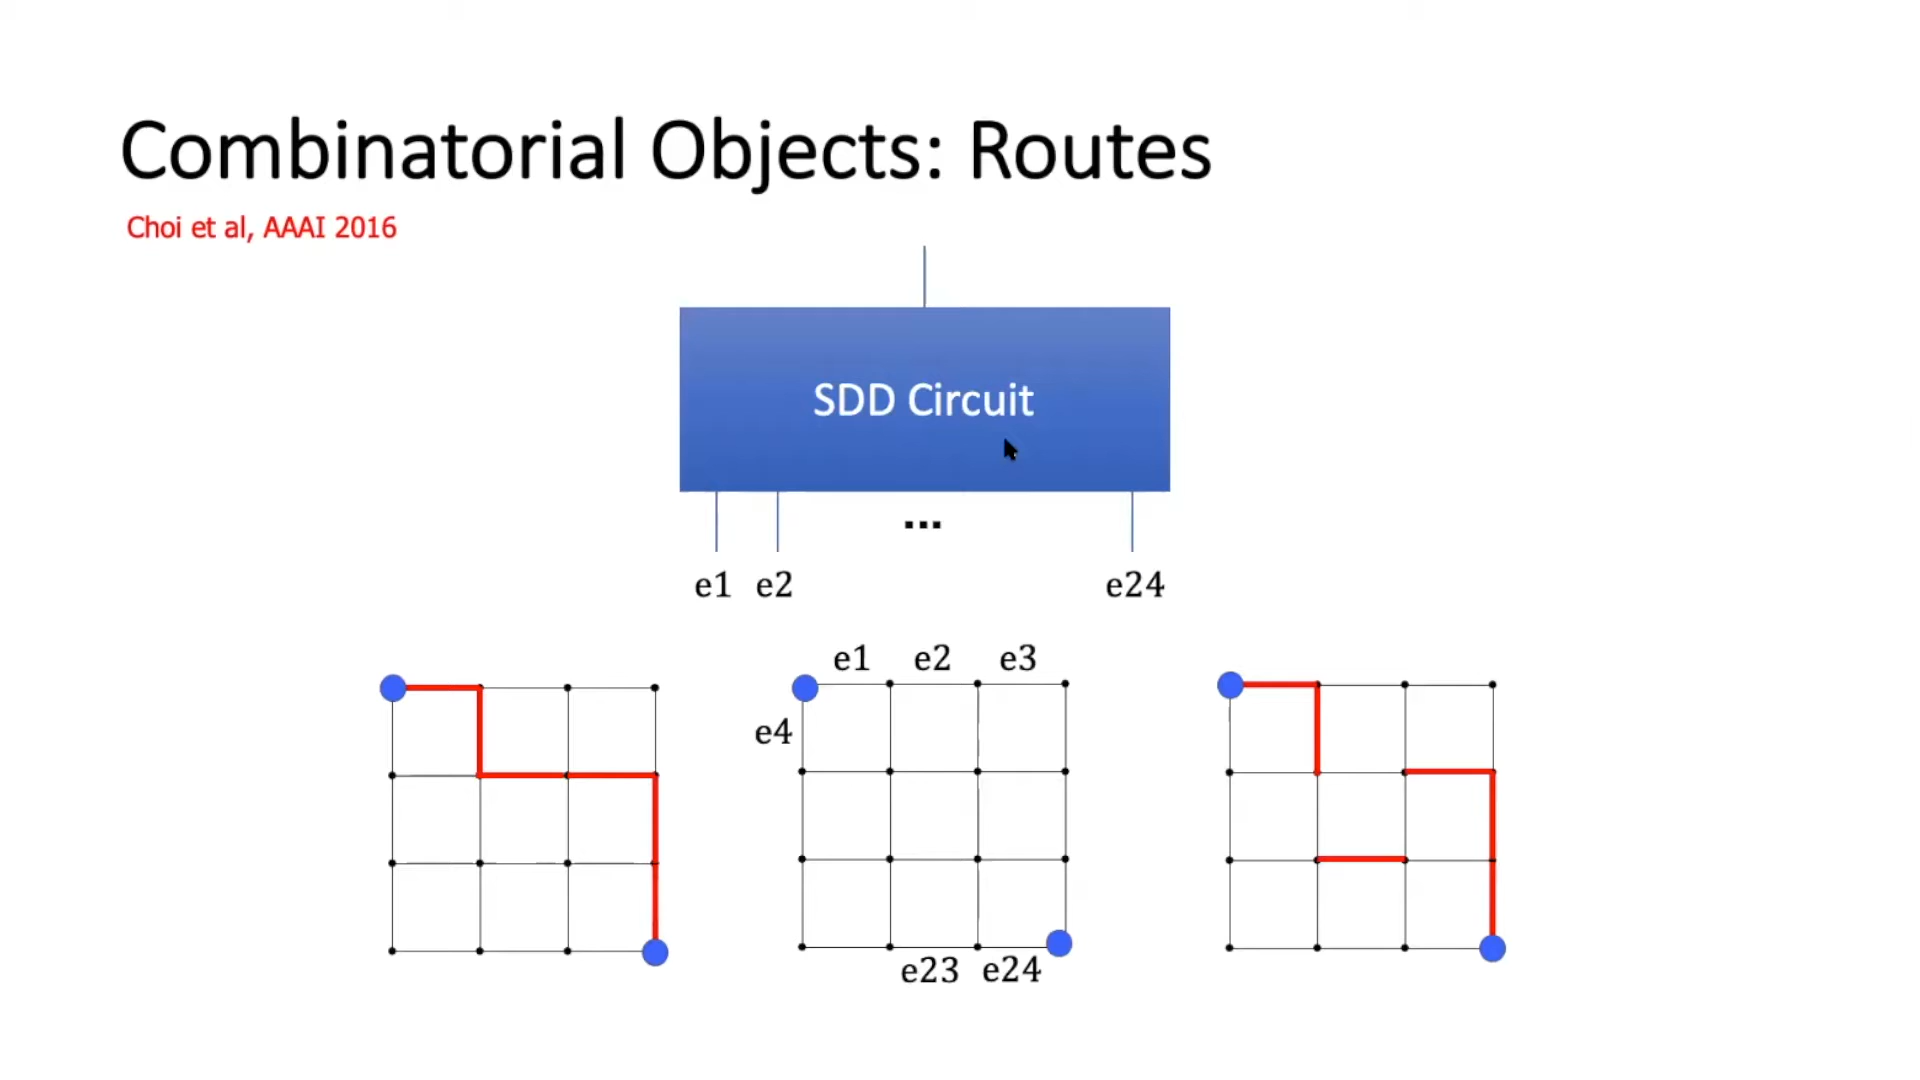 Combinatorial Objects: Routes
Choi et al, AAAI 2016
SDD Circuit
...
e1 e2 e24
e1 e2 e3
e4
e23 e24